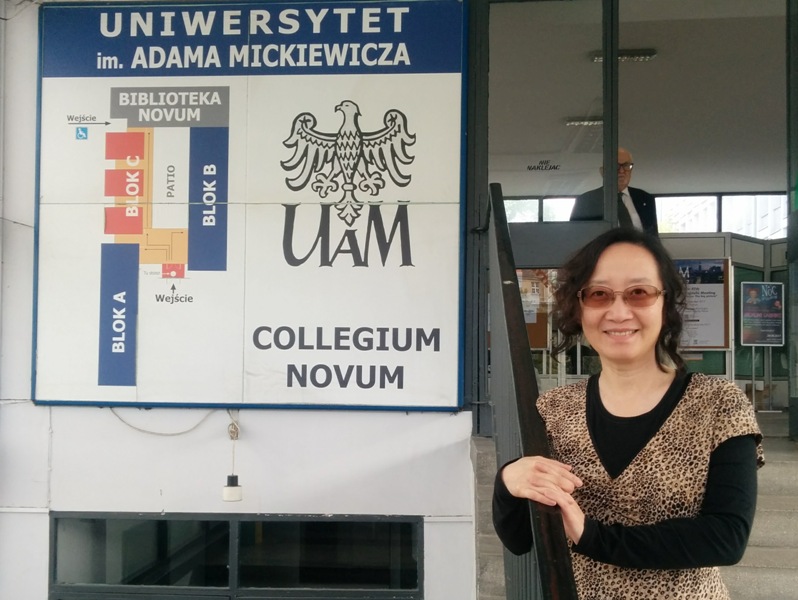 UNIWERSYTET
im. ADAMA MICKIEWICZA
BIBLIOTEKA
NOVUM
Wejście
BLOK C
PATIO
BLOK B
BLOK A
Wejście
UAM
COLLEGIUM
NOVUM
NIE
NAKLEJAĆ